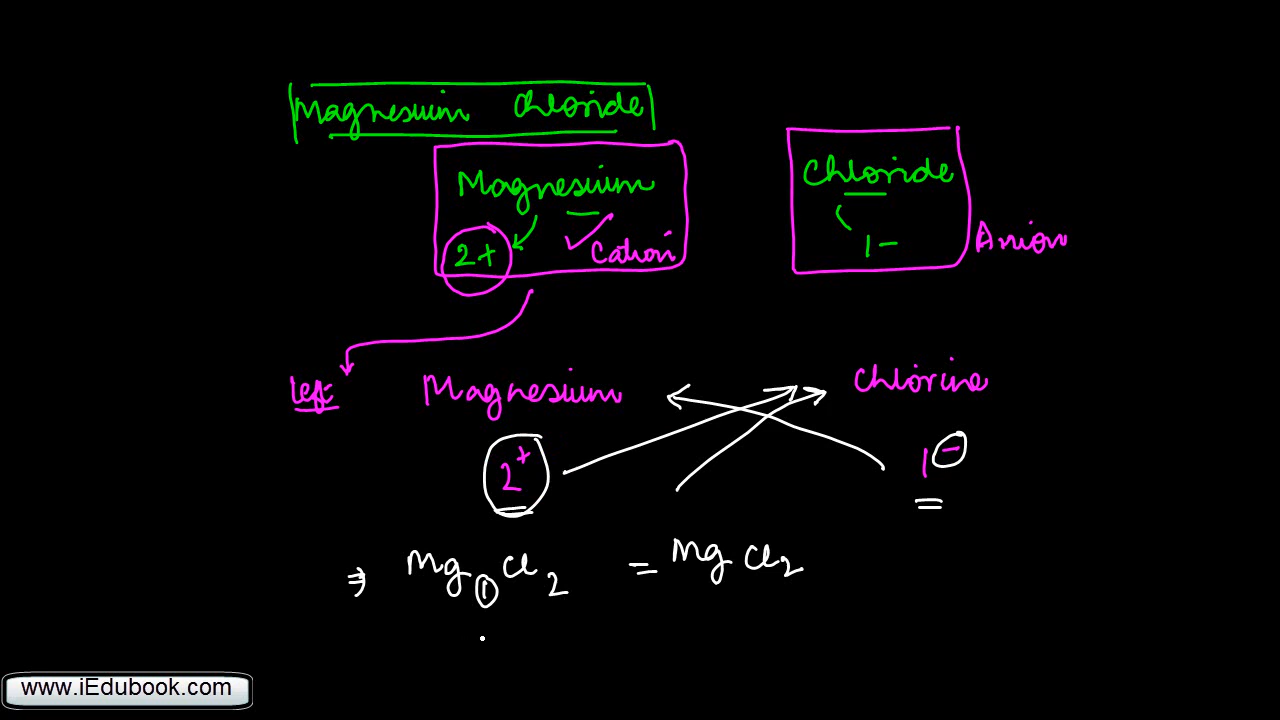 Magnesium Chloride
Magnesium
2+ Cation
Chloride
1-
Anion
left
Magnesium
Chlorine
2+
1-
⇒ Mg1Cl2 = MgCl2
www.iEdubook.com